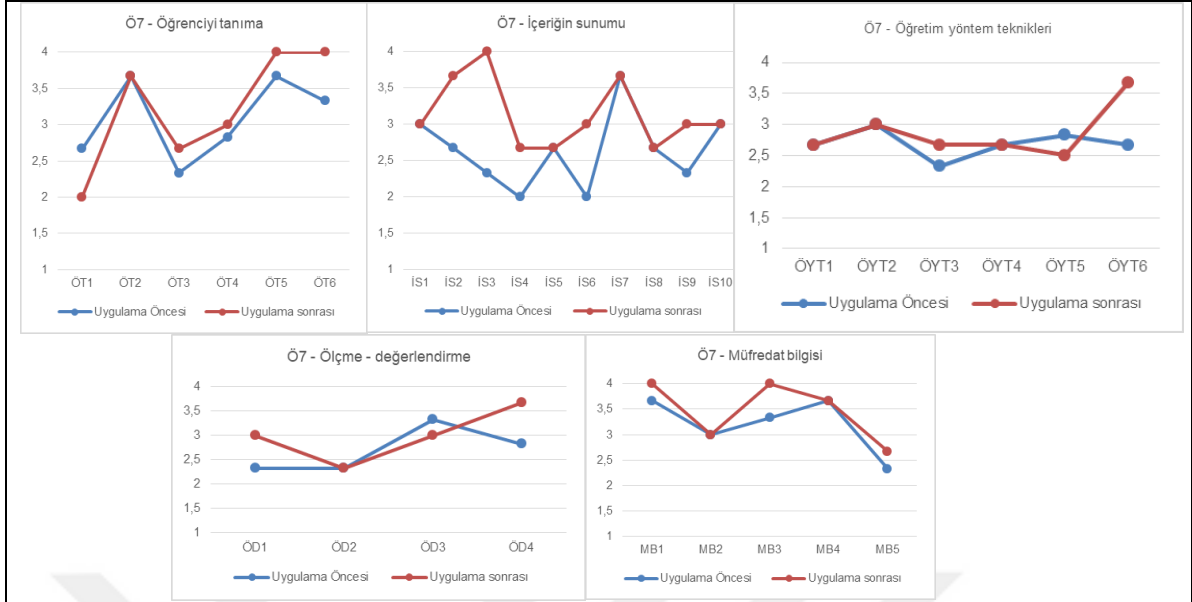 Ö7 - Öğrenciyi tanıma
4
3,5
3
2,5
2
1,5
1
ÖT1 ÖT2 ÖT3 ÖT4 ÖT5 ÖT6
Uygulama Öncesi Uygulama sonrası
Ö7 - İçeriğin sunumu
4
3,5
3
2,5
2
1,5
1
İS1 İS2 İS3 İS4 İS5 İS6 İS7 İS8 İS9 İS10
Uygulama Öncesi Uygulama sonrası
Ö7 - Öğretim yöntem teknikleri
4
3,5
3
2,5
2
1,5
1
ÖYT1 ÖYT2 ÖYT3 ÖYT4 ÖYT5 ÖYT6
Uygulama Öncesi Uygulama sonrası
Ö7 - Ölçme - değerlendirme
4
3,5
3
2,5
2
1,5
1
ÖD1 ÖD2 ÖD3 ÖD4
Uygulama Öncesi Uygulama sonrası
Ö7 - Müfredat bilgisi
4
3,5
3
2,5
2
1,5
1
MB1 MB2 MB3 MB4 MB5
Uygulama Öncesi Uygulama sonrası